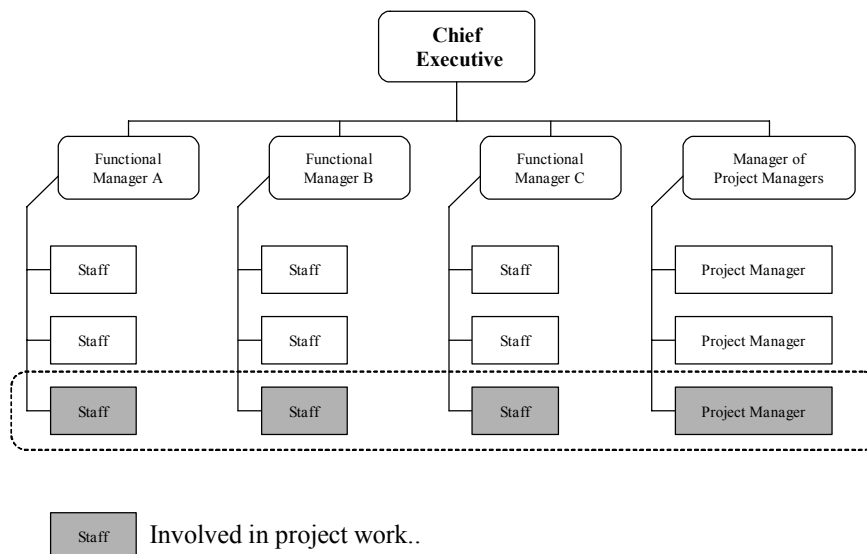 Chief
Executive
Functional
Manager A
Functional
Manager B
Functional
Manager C
Manager of
Project Managers
Staff
Staff
Staff
Project Manager
Staff
Staff
Staff
Project Manager
Staff
Staff
Staff
Project Manager
Staff
Involved in project work..